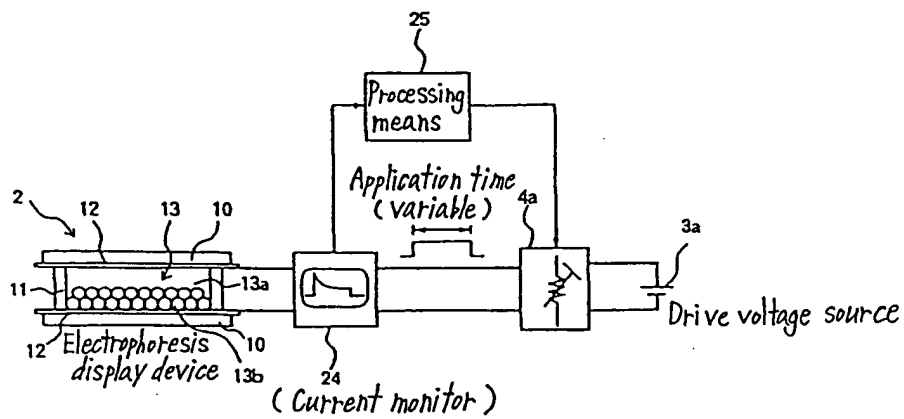 25
Processing
means
Application time
(variable)
4a
3a
2
12
13
10
11
13a
Drive voltage source
12
10
13b
24
Electrophoresis
display device
(Current monitor)